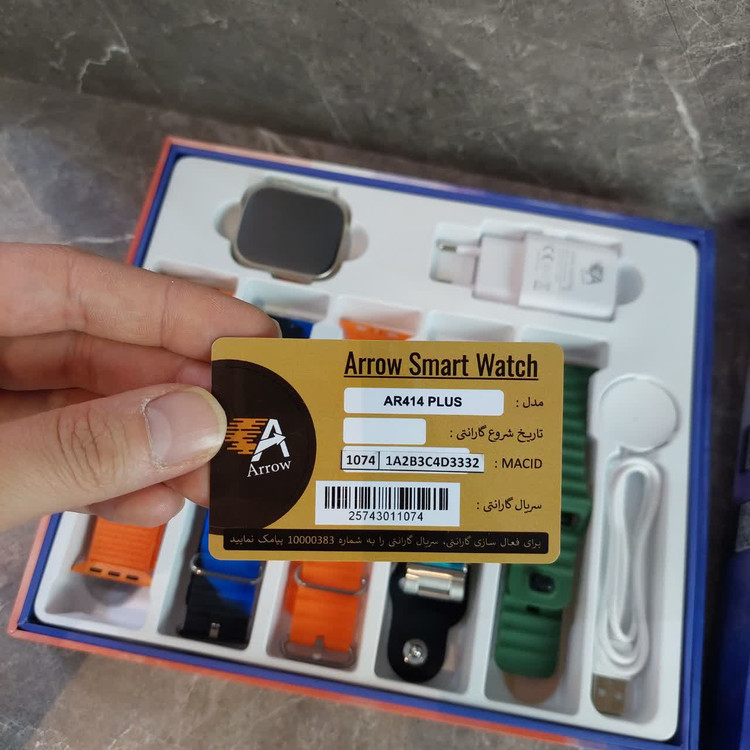 Arrow Smart Watch
مدل : AR414 PLUS
تاریخ شروع گارانتی :
MACID : 1074 1A2B3C4D3332
سریال گارانتی :
25743011074
برای فعال سازی گارانتی، سریال گارانتی را به شماره 10000383 پیامک نمایید
A
Arrow